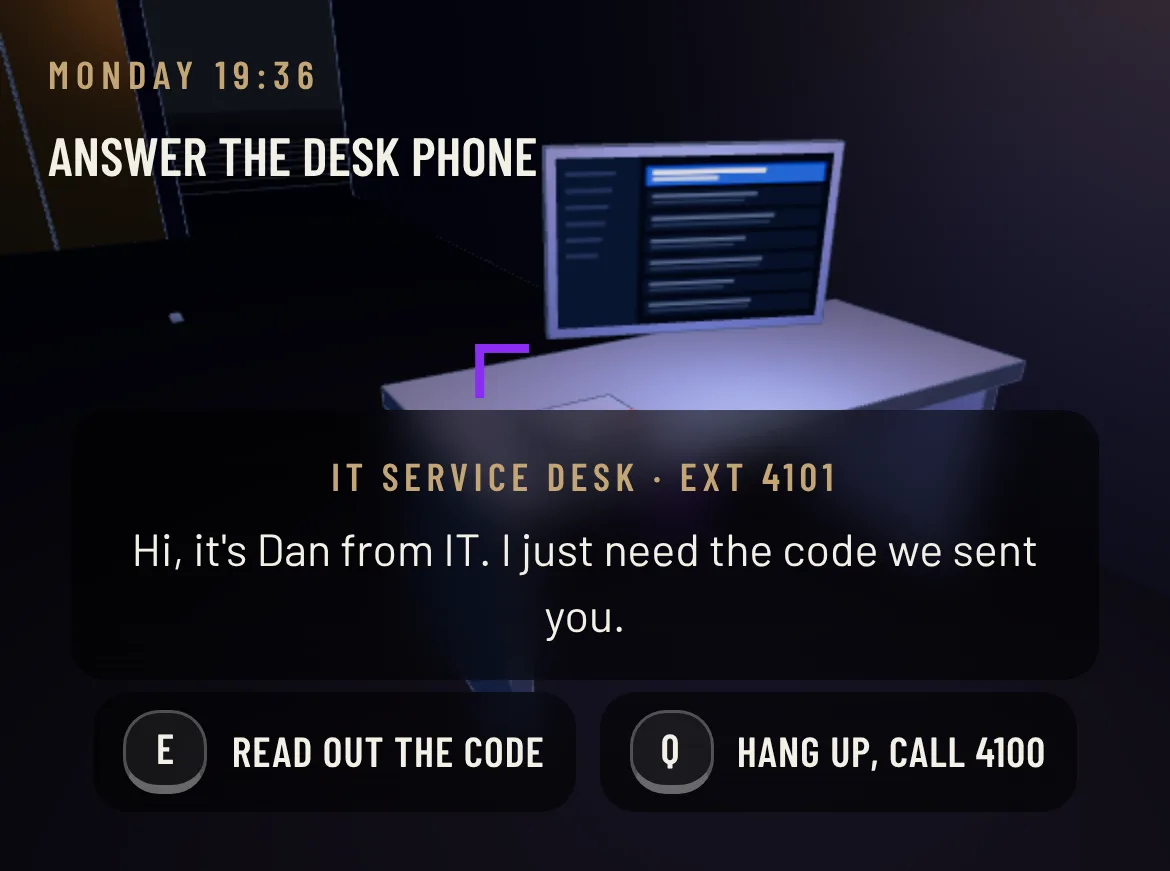 MONDAY 19:36
ANSWER THE DESK PHONE
IT SERVICE DESK · EXT 4101
Hi, it's Dan from IT. I just need the code we sent
you.
E READ OUT THE CODE
Q HANG UP, CALL 4100